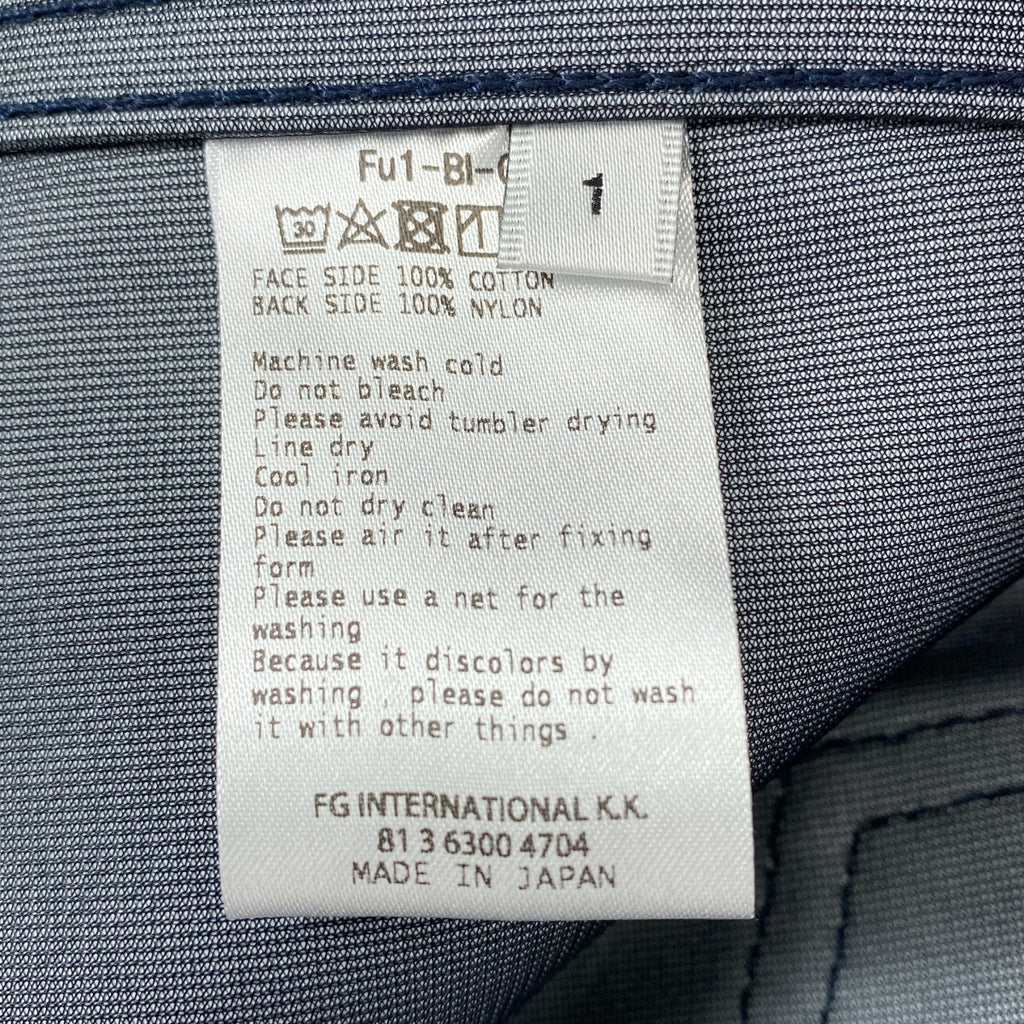 Fu1-BI-
1
30
FACE SIDE 100% COTTON
BACK SIDE 100% NYLON
Machine wash cold
Do not bleach
Please avoid tumbler drying
Line dry
Cool iron
Do not dry clean
Please air it after fixing
form
Please use a net for the
washing
Because it discolors by
washing , please do not wash
it with other things .
FG INTERNATIONAL K.K.
81 3 6300 4704
MADE IN JAPAN